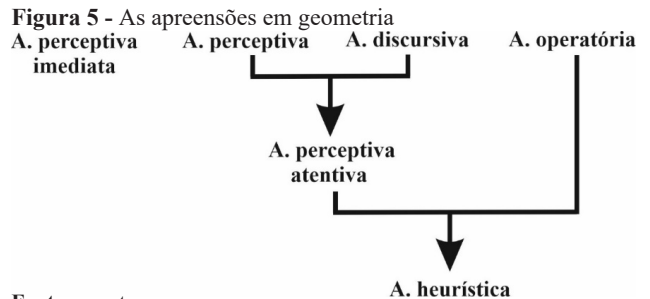 Figura 5 - As apreensões em geometria
A. perceptiva imediata
A. perceptiva
A. discursiva
A. operatória
A. perceptiva
atentiva
A. heurística